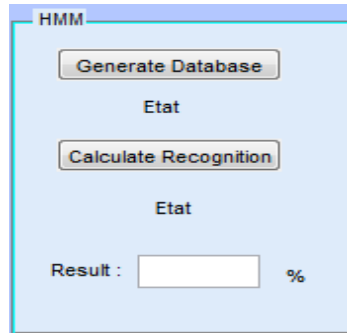 HMM
Generate Database
Etat
Calculate Recognition
Etat
Result : %